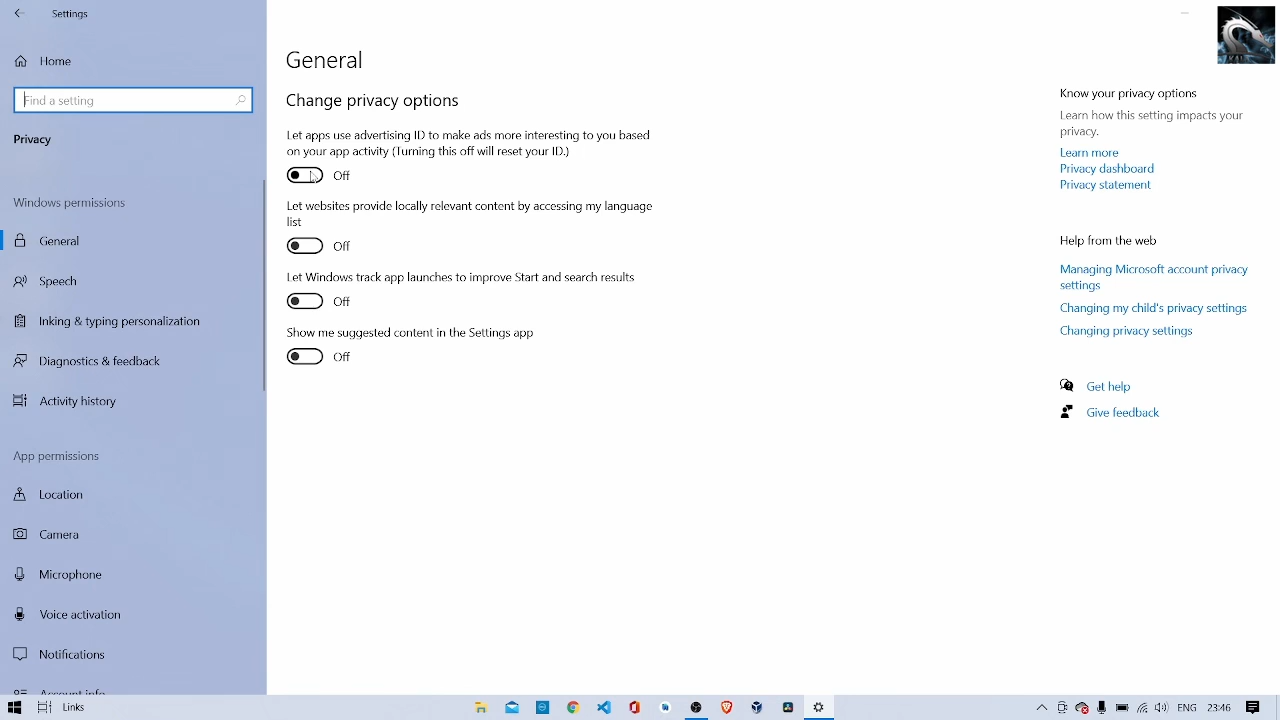 Settings
Home
Find a setting
Privacy
Windows permissions
General
Speech
Inking & typing personalization
Diagnostics & feedback
Activity history
App permissions
Location
Camera
Microphone
Voice activation
Notifications
General
Change privacy options
Let apps use advertising ID to make ads more interesting to you based
on your app activity (Turning this off will reset your ID.)
Off
Let websites provide locally relevant content by accessing my language
list
Off
Let Windows track app launches to improve Start and search results
Off
Show me suggested content in the Settings app
Off
Know your privacy options
Learn how this setting impacts your
privacy.
Learn more
Privacy dashboard
Privacy statement
Help from the web
Managing Microsoft account privacy
settings
Changing my child's privacy settings
Changing privacy settings
Get help
Give feedback
Links
ENG
23:46